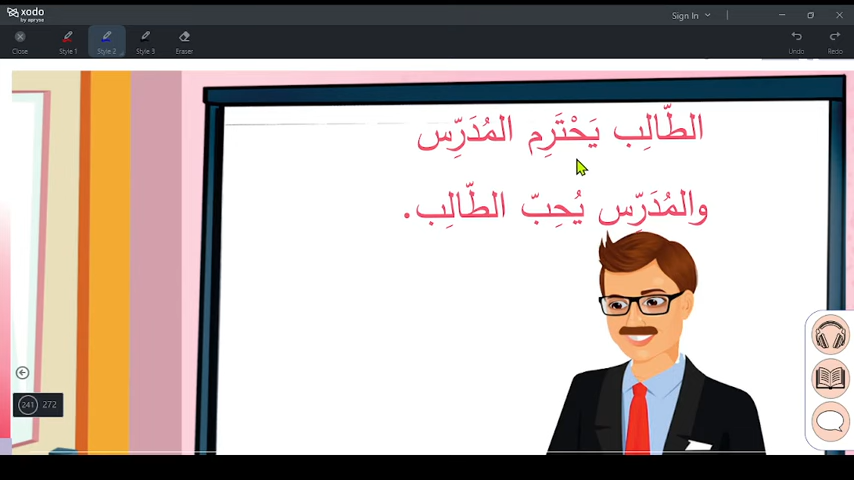 xodo
by apryse
Sign In
Close
Style 1
Style 2
Style 3
Eraser
Undo
Redo
الطّالِب يَحْتَرِم المُدَرِّس
والمُدَرِّس يُحِبّ الطّالِب.
241 272